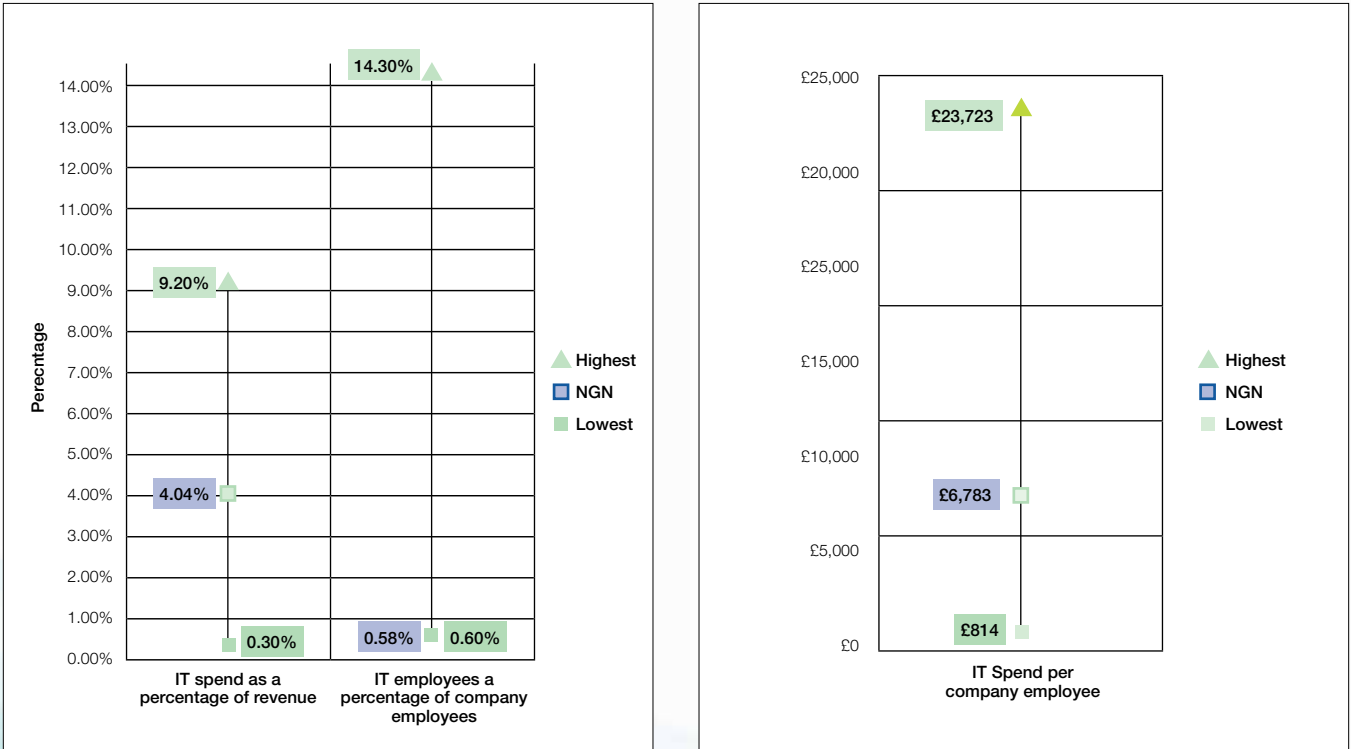 14.30%
14.00%
13.00%
12.00%
11.00%
10.00%
9.20%
9.00%
8.00%
7.00%
6.00%
5.00%
4.04%
4.00%
3.00%
2.00%
1.00%
0.58%
0.60%
0.30%
0.00%
Perecntage
IT spend as a
percentage of revenue
IT employees a
percentage of company
employees
Highest
NGN
Lowest
£25,000
£23,723
£20,000
£25,000
£15,000
£10,000
£6,783
£5,000
£814
£0
IT Spend per
company employee
Highest
NGN
Lowest